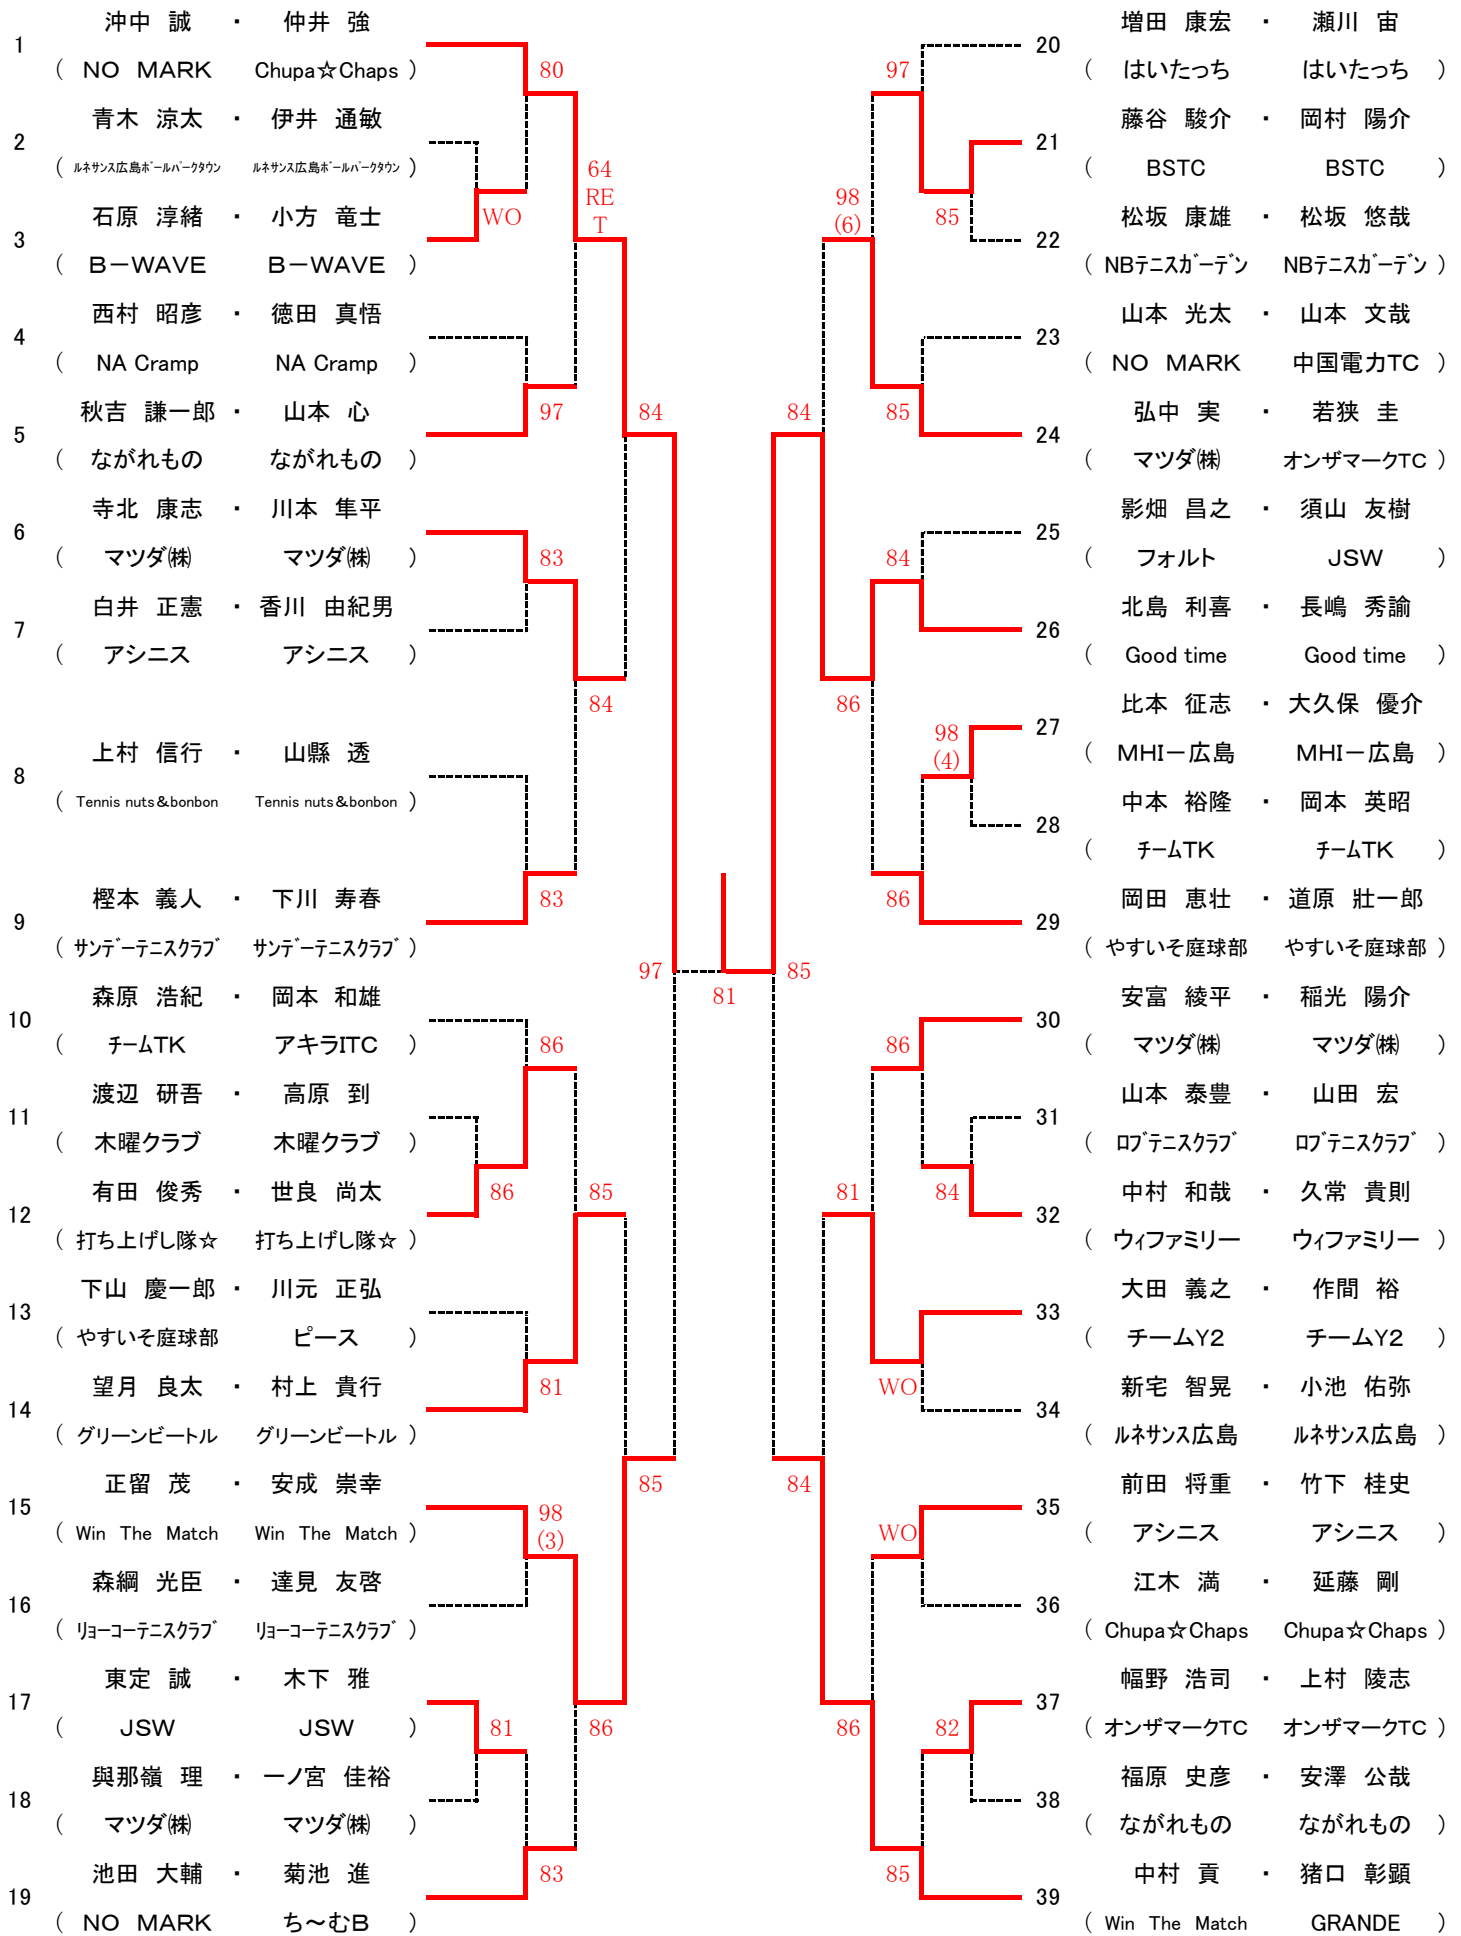 沖中 誠 ・ 仲井 強
1
( NO MARK Chupa☆Chaps )
80
青木 涼太 ・ 伊井 通敏
2
( ﾙﾈｻﾝｽ広島ﾎﾞｰﾙﾊﾟｰｸﾀｳﾝ ﾙﾈｻﾝｽ広島ﾎﾞｰﾙﾊﾟｰｸﾀｳﾝ )
64
RE
T
石原 淳緒 ・ 小方 竜士
WO
3
( B－WAVE B－WAVE )
西村 昭彦 ・ 徳田 真悟
4
( NA Cramp NA Cramp )
秋吉 謙一郎 ・ 山本 心
97
84
5
( ながれもの ながれもの )
寺北 康志 ・ 川本 隼平
6
( マツダ㈱ マツダ㈱ )
83
白井 正憲 ・ 香川 由紀男
7
( アシニス アシニス )
84
上村 信行 ・ 山縣 透
8
( Tennis nuts&bonbon Tennis nuts&bonbon )
樫本 義人 ・ 下川 寿春
83
9
( ｻﾝﾃﾞｰﾃﾆｽｸﾗﾌﾞ ｻﾝﾃﾞｰﾃﾆｽｸﾗﾌﾞ )
97
森原 浩紀 ・ 岡本 和雄
10
( ﾁｰﾑTK アキラITC )
86
渡辺 研吾 ・ 高原 到
11
( 木曜クラブ 木曜クラブ )
有田 俊秀 ・ 世良 尚太
86
85
12
( 打ち上げし隊☆ 打ち上げし隊☆ )
下山 慶一郎 ・ 川元 正弘
13
( やすいそ庭球部 ピース )
望月 良太 ・ 村上 貴行
81
14
( グリーンビートル グリーンビートル )
正留 茂 ・ 安成 崇幸
85
15
( Win The Match Win The Match )
98
(3)
森綱 光臣 ・ 達見 友啓
16
( ﾘｮｰｺｰﾃﾆｽｸﾗﾌﾞ ﾘｮｰｺｰﾃﾆｽｸﾗﾌﾞ )
東定 誠 ・ 木下 雅
17
( JSW JSW )
81
86
與那嶺 理 ・ 一ノ宮 佳裕
18
( マツダ㈱ マツダ㈱ )
池田 大輔 ・ 菊池 進
83
19
( NO MARK ち～むB )
81
増田 康宏 ・ 瀬川 宙
20
( はいたっち はいたっち )
97
藤谷 駿介 ・ 岡村 陽介
21
( BSTC BSTC )
98
(6)
松坂 康雄 ・ 松坂 悠哉
85
22
( NBﾃﾆｽｶﾞｰﾃﾞﾝ NBﾃﾆｽｶﾞｰﾃﾞﾝ )
山本 光太 ・ 山本 文哉
23
( NO MARK 中国電力TC )
弘中 実 ・ 若狭 圭
84
85
24
( マツダ㈱ オンザマークTC )
影畑 昌之 ・ 須山 友樹
25
( フォルト JSW )
84
北島 利喜 ・ 長嶋 秀諭
26
( Good time Good time )
比本 征志 ・ 大久保 優介
86
27
( MHI－広島 MHI－広島 )
98
(4)
中本 裕隆 ・ 岡本 英昭
28
( ﾁｰﾑTK ﾁｰﾑTK )
岡田 恵壮 ・ 道原 壯一郎
86
29
( やすいそ庭球部 やすいそ庭球部 )
85
安富 綾平 ・ 稲光 陽介
30
( マツダ㈱ マツダ㈱ )
86
山本 泰豊 ・ 山田 宏
31
( ﾛﾌﾞﾃﾆｽｸﾗﾌﾞ ﾛﾌﾞﾃﾆｽｸﾗﾌﾞ )
中村 和哉 ・ 久常 貴則
81
84
32
( ウィファミリー ウィファミリー )
大田 義之 ・ 作間 裕
33
( チームY2 チームY2 )
新宅 智晃 ・ 小池 佑弥
WO
34
( ﾙﾈｻﾝｽ広島 ﾙﾈｻﾝｽ広島 )
前田 将重 ・ 竹下 桂史
84
35
( アシニス アシニス )
WO
江木 満 ・ 延藤 剛
36
( Chupa☆Chaps Chupa☆Chaps )
幅野 浩司 ・ 上村 陵志
37
( オンザマークTC オンザマークTC )
86
82
福原 史彦 ・ 安澤 公哉
38
( ながれもの ながれもの )
中村 貢 ・ 猪口 彰顕
85
39
( Win The Match GRANDE )